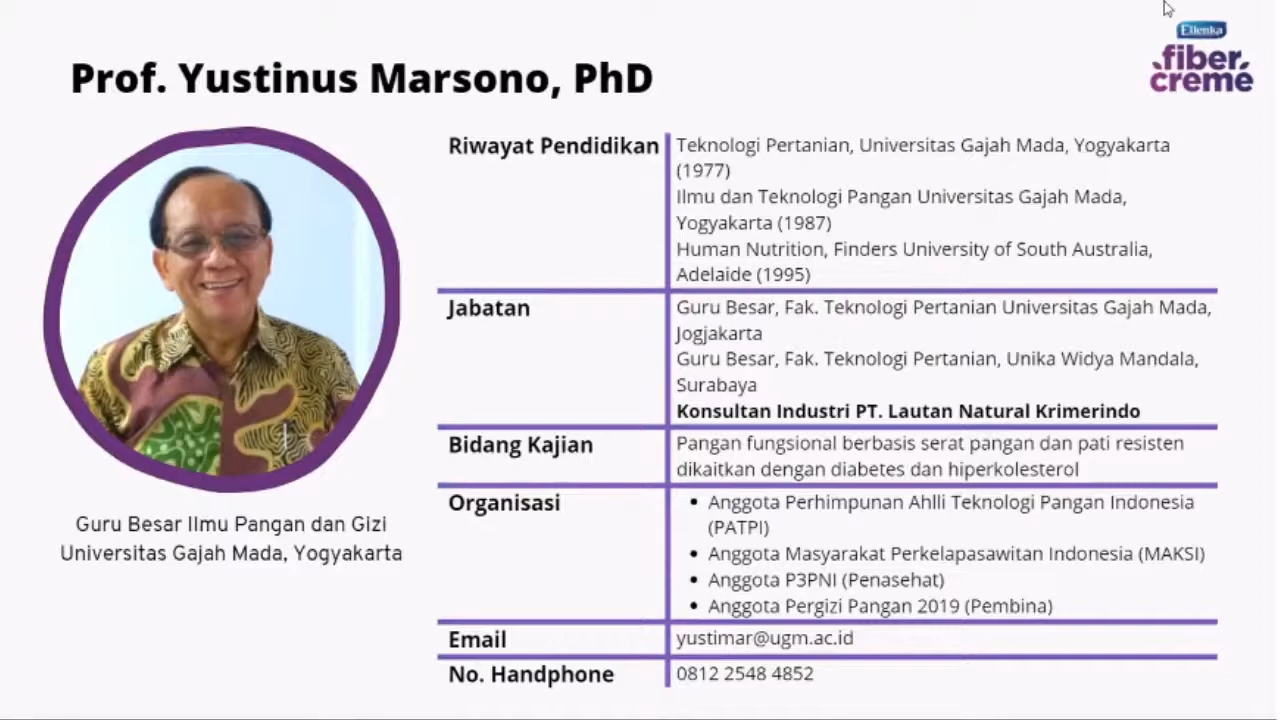 Ellenka
fiber
creme
Prof. Yustinus Marsono, PhD
Guru Besar Ilmu Pangan dan Gizi
Universitas Gajah Mada, Yogyakarta
Riwayat Pendidikan
Teknologi Pertanian, Universitas Gajah Mada, Yogyakarta
(1977)
Ilmu dan Teknologi Pangan Universitas Gajah Mada,
Yogyakarta (1987)
Human Nutrition, Finders University of South Australia,
Adelaide (1995)
Jabatan
Guru Besar, Fak. Teknologi Pertanian Universitas Gajah Mada,
Jogjakarta
Guru Besar, Fak. Teknologi Pertanian, Unika Widya Mandala,
Surabaya
Konsultan Industri PT. Lautan Natural Krimerindo
Bidang Kajian
Pangan fungsional berbasis serat pangan dan pati resisten
dikaitkan dengan diabetes dan hiperkolesterol
Organisasi
• Anggota Perhimpunan Ahlli Teknologi Pangan Indonesia
(PATPI)
• Anggota Masyarakat Perkelapasawitan Indonesia (MAKSI)
• Anggota P3PNI (Penasehat)
• Anggota Pergizi Pangan 2019 (Pembina)
Email
yustimar@ugm.ac.id
No. Handphone
0812 2548 4852